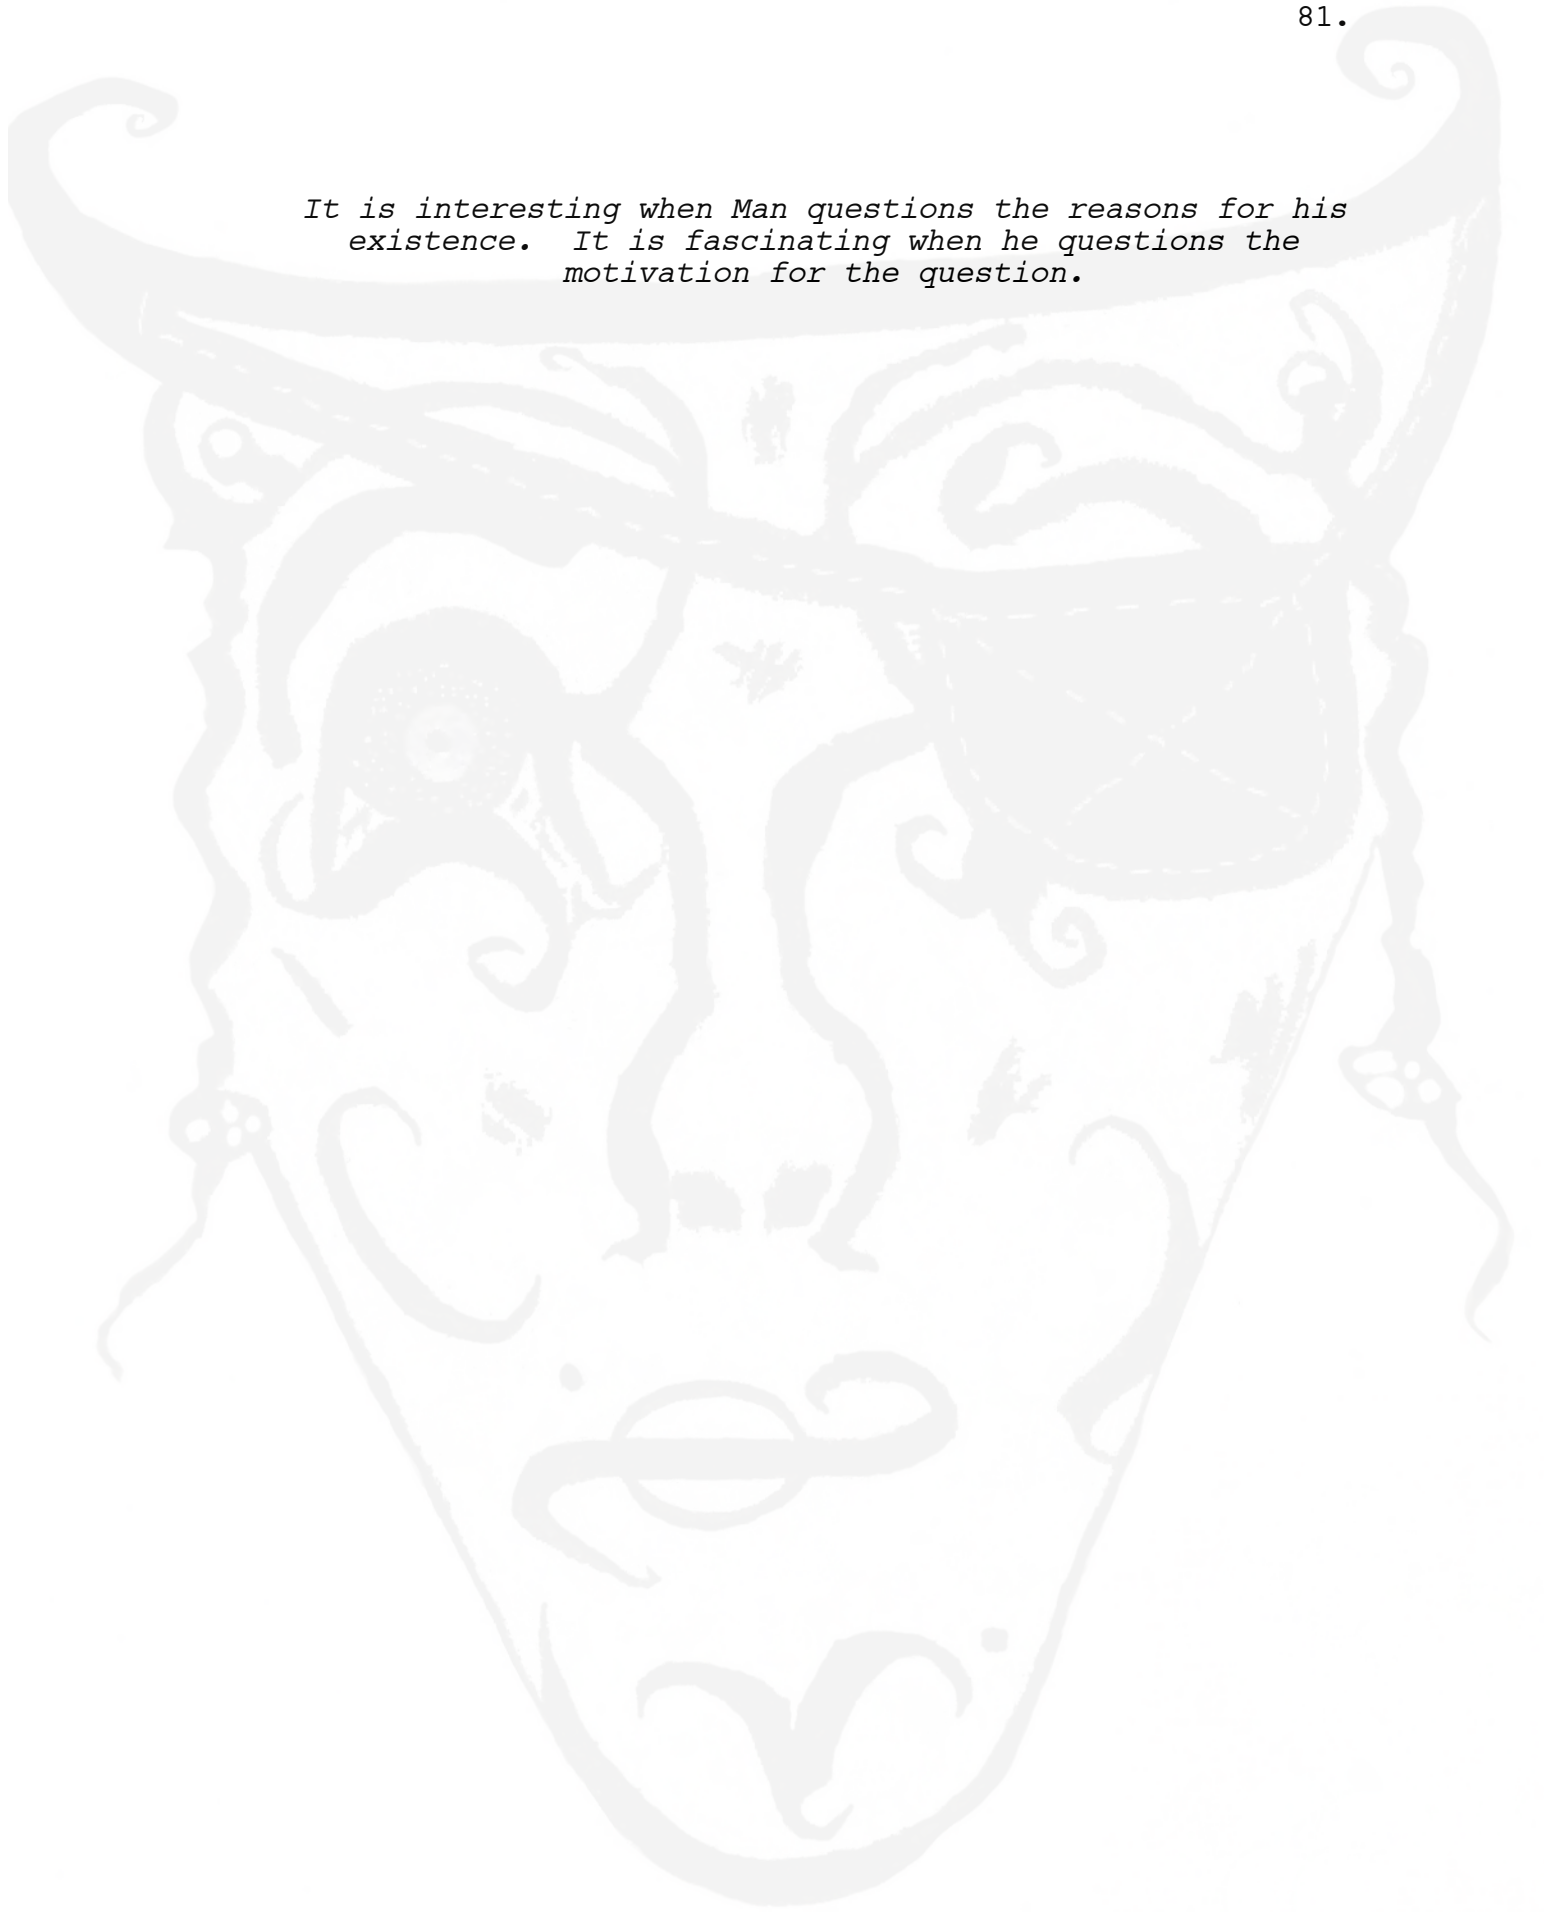 81.
It is interesting when Man questions the reasons for his
existence.  It is fascinating when he questions the
motivation for the question.